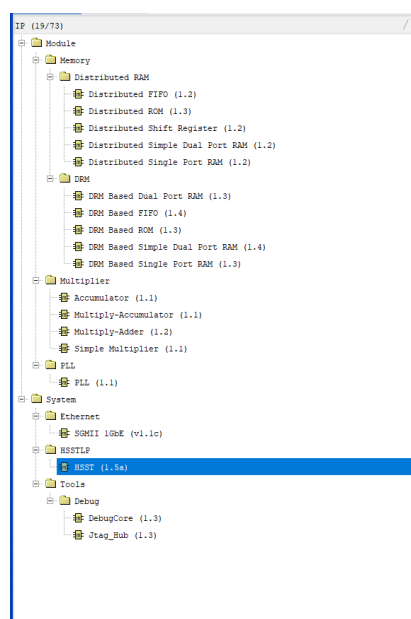 IP (19/73)
Module
Memory
Distributed RAM
Distributed FIFO (1.2)
Distributed ROM (1.3)
Distributed Shift Register (1.2)
Distributed Simple Dual Port RAM (1.2)
Distributed Single Port RAM (1.2)
DRM
DRM Based Dual Port RAM (1.3)
DRM Based FIFO (1.4)
DRM Based ROM (1.3)
DRM Based Simple Dual Port RAM (1.4)
DRM Based Single Port RAM (1.3)
Multiplier
Accumulator (1.1)
Multiply-Accumulator (1.1)
Multiply-Adder (1.2)
Simple Multiplier (1.1)
PLL
PLL (1.1)
System
Ethernet
SGMII 1GbE (v1.1c)
HSSTLP
HSST (1.5a)
Tools
Debug
DebugCore (1.3)
Jtag_Hub (1.3)